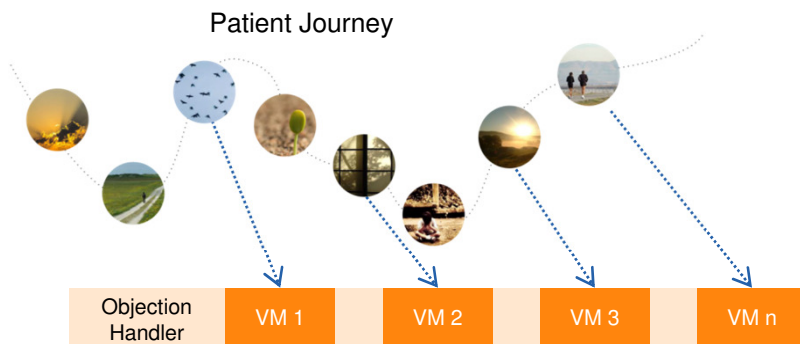 Patient Journey
Objection
Handler
VM 1
VM 2
VM 3
VM n